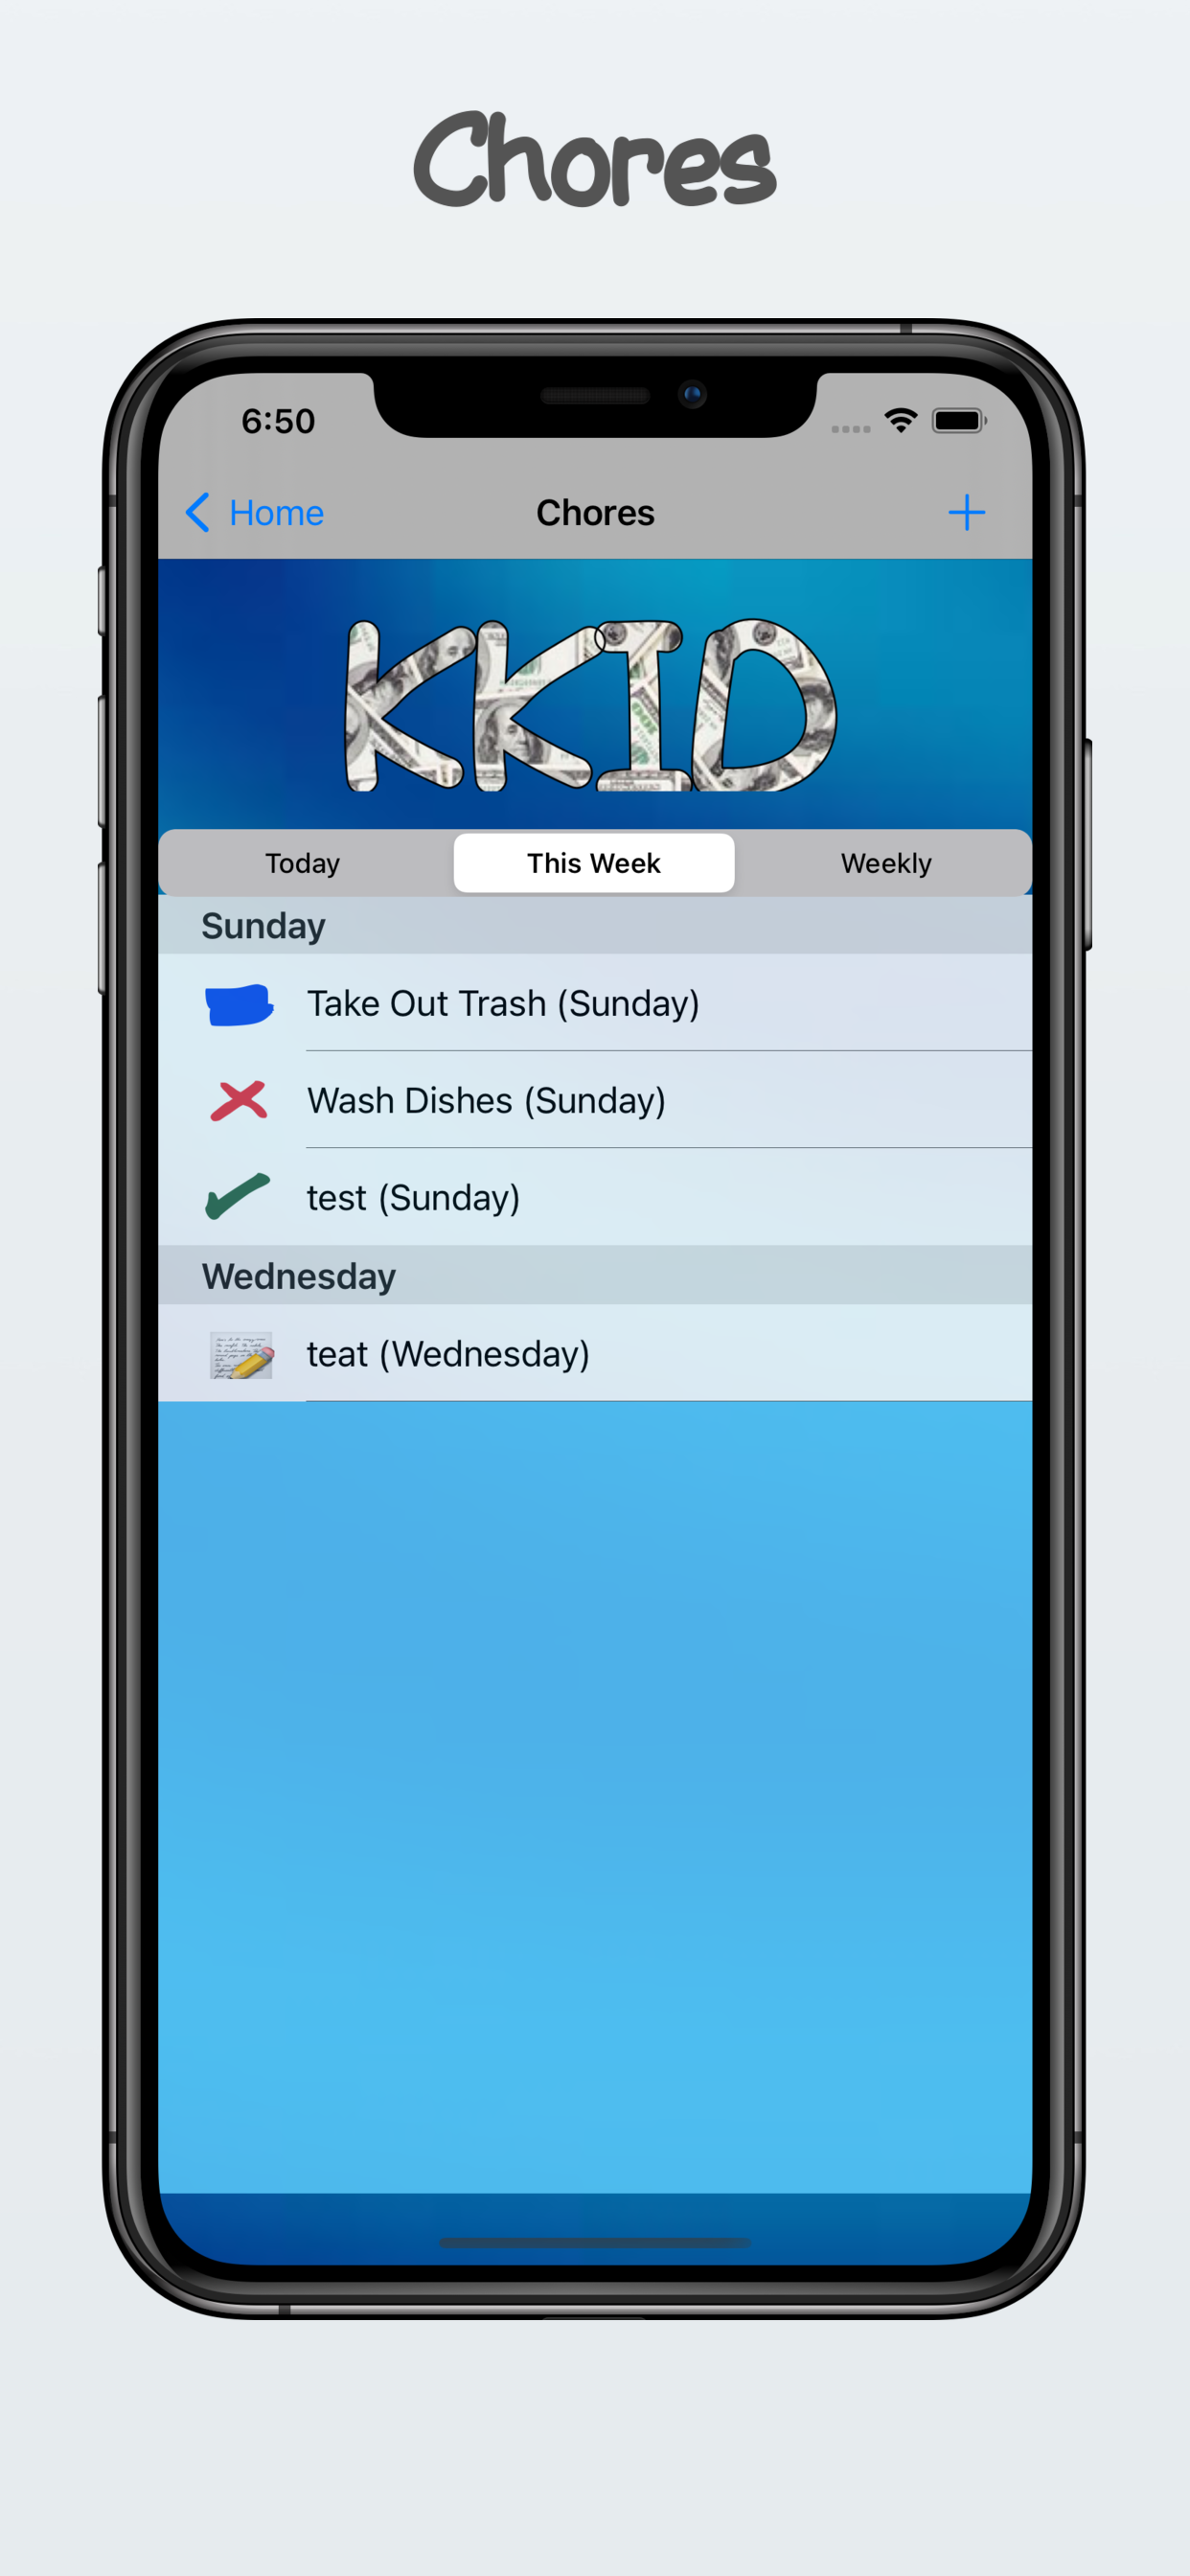 Chores
6:50
Home
Chores
KKID
Today
This Week
Weekly
Sunday
Take Out Trash (Sunday)
Wash Dishes (Sunday)
test (Sunday)
Wednesday
teat (Wednesday)